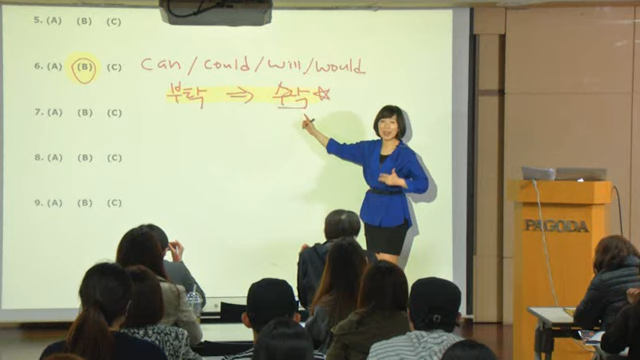 5. (A) (B) (C)
6. (A) (B) (C) can / could / will / would
부탁 ⇒ 수락 ☆
7. (A) (B) (C)
8. (A) (B) (C)
9. (A) (B) (C)
PAGODA